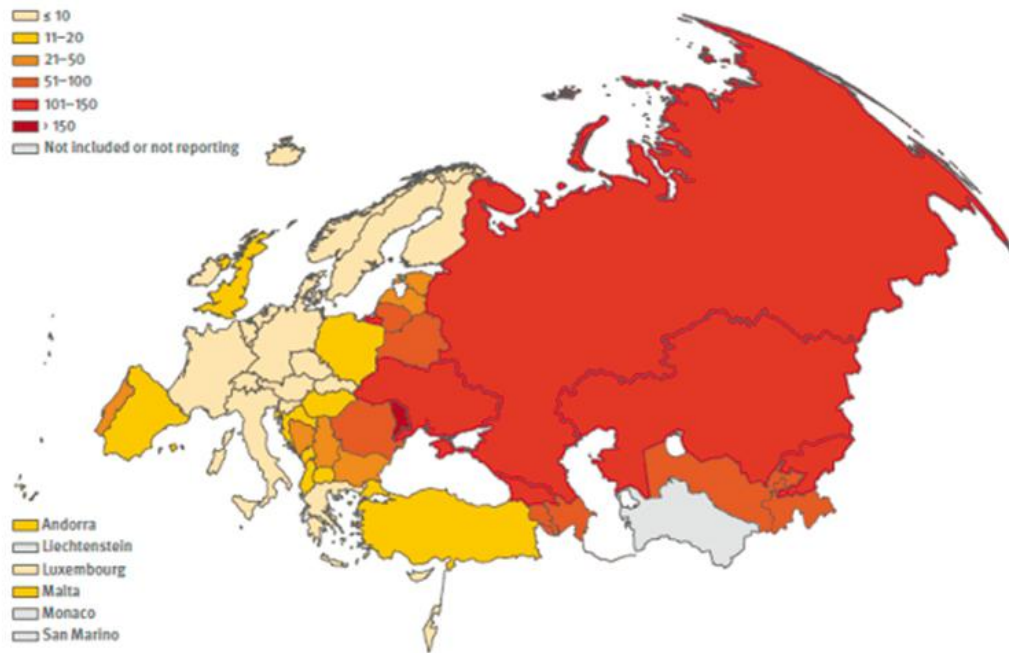 ≤ 10
11–20
21–50
51–100
101–150
› 150
Not included or not reporting
Andorra
Liechtenstein
Luxembourg
Malta
Monaco
San Marino